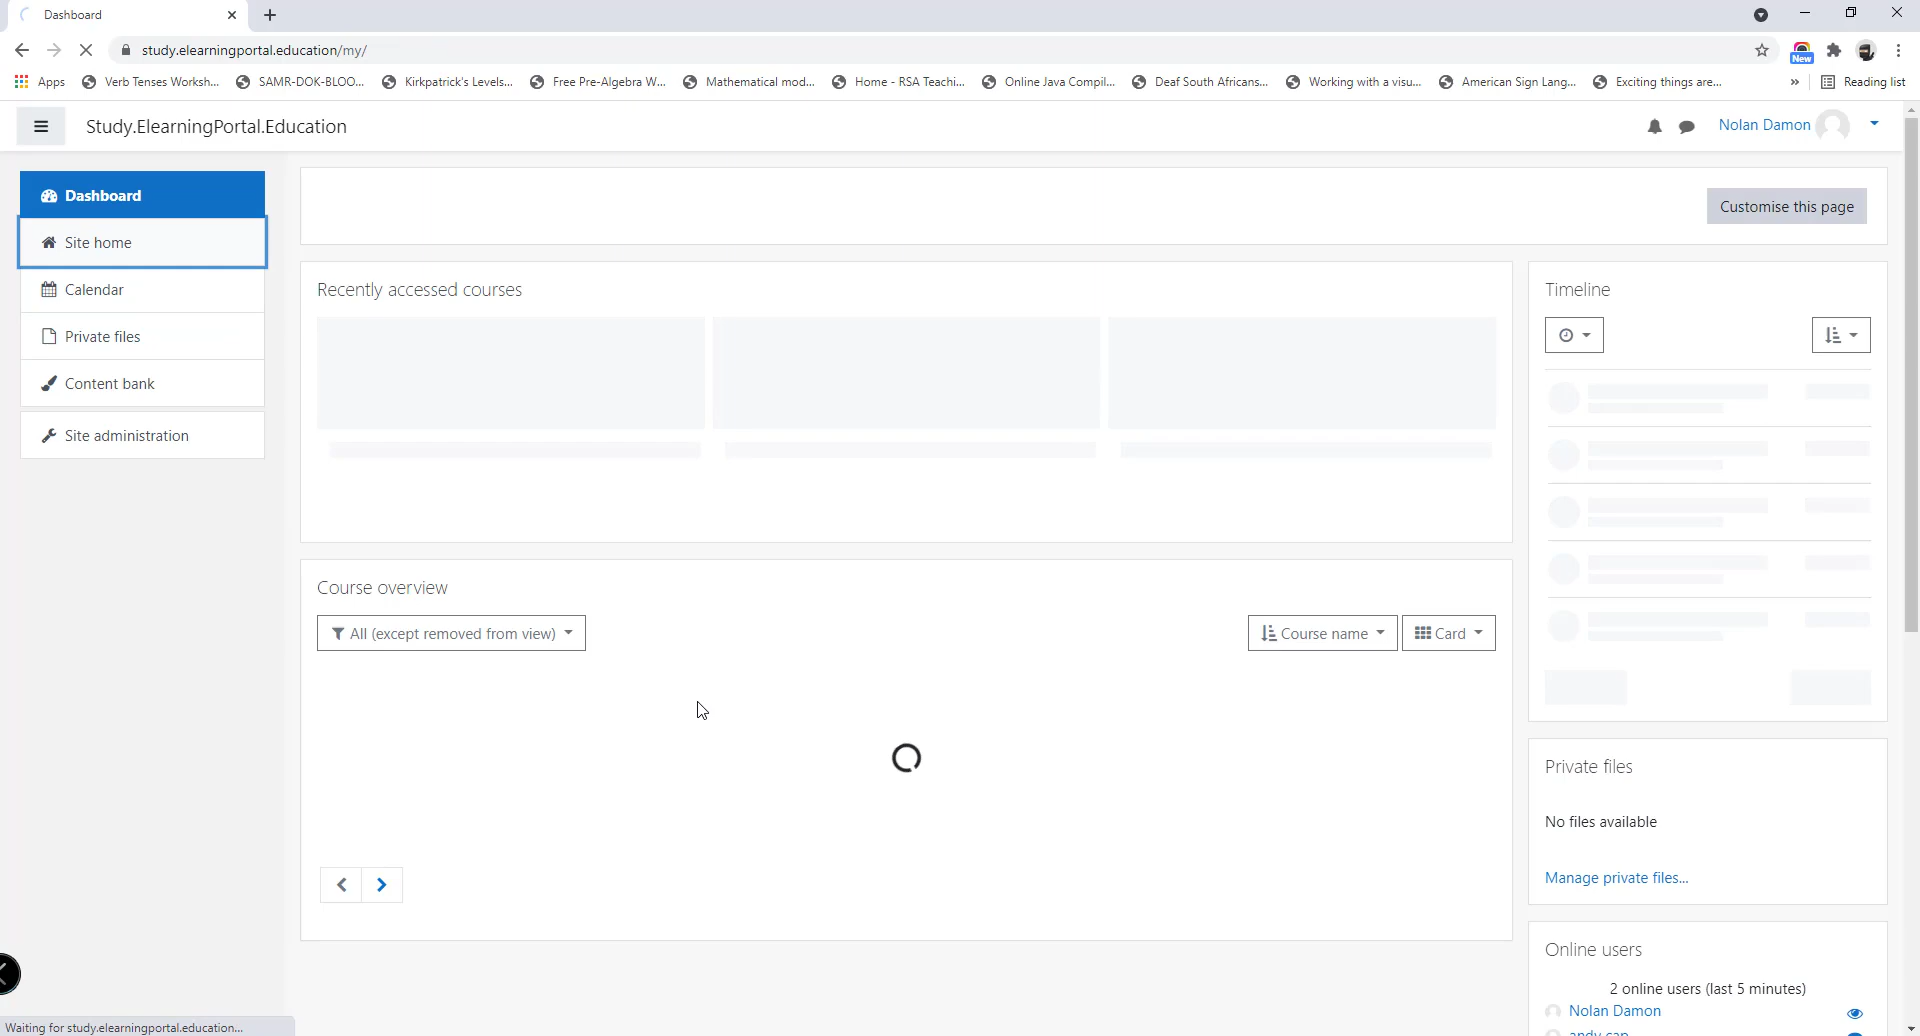 Dashboard
study.elearningportal.education/my/
New
Apps
Verb Tenses Worksh...
SAMR-DOK-BLOO...
Kirkpatrick's Levels...
Free Pre-Algebra W...
Mathematical mod...
Home - RSA Teachi...
Online Java Compil...
Deaf South Africans...
Working with a visu...
American Sign Lang...
Exciting things are...
»
Reading list
Study.ElearningPortal.Education
Nolan Damon
Dashboard
Site home
Calendar
Private files
Content bank
Site administration
Customise this page
Recently accessed courses
Course overview
All (except removed from view)
Course name
Card
Timeline
Private files
No files available
Manage private files...
Online users
2 online users (last 5 minutes)
Nolan Damon
andy can
Waiting for study.elearningportal.education...